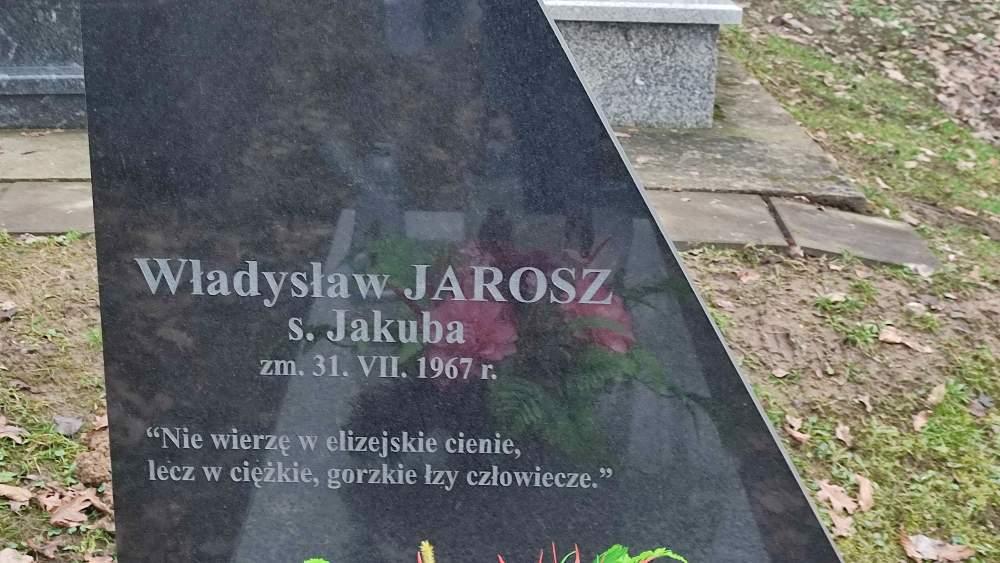 Władysław JAROSZ
s. Jakuba
zm. 31. VII. 1967 r.
“Nie wierzę w elizejskie cienie,
lecz w ciężkie, gorzkie łzy człowiecze.”